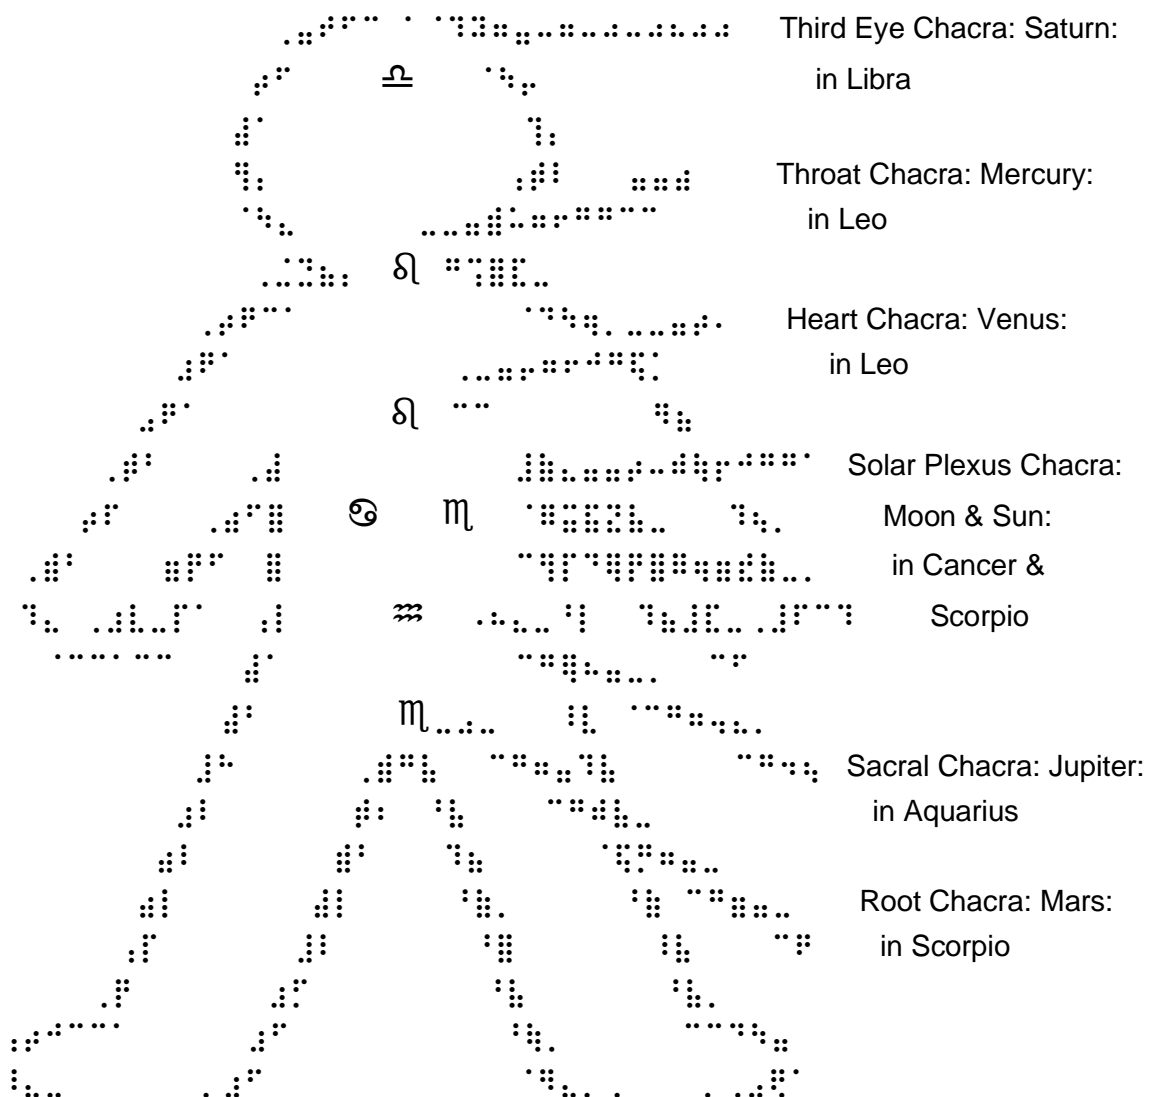 Third Eye Chacra: Saturn:
♎ in Libra
Throat Chacra: Mercury:
in Leo
♌
Heart Chacra: Venus:
in Leo
♌
Solar Plexus Chacra:
♋ ♏ Moon & Sun:
in Cancer &
♒ Scorpio
♏
Sacral Chacra: Jupiter:
in Aquarius
Root Chacra: Mars:
in Scorpio